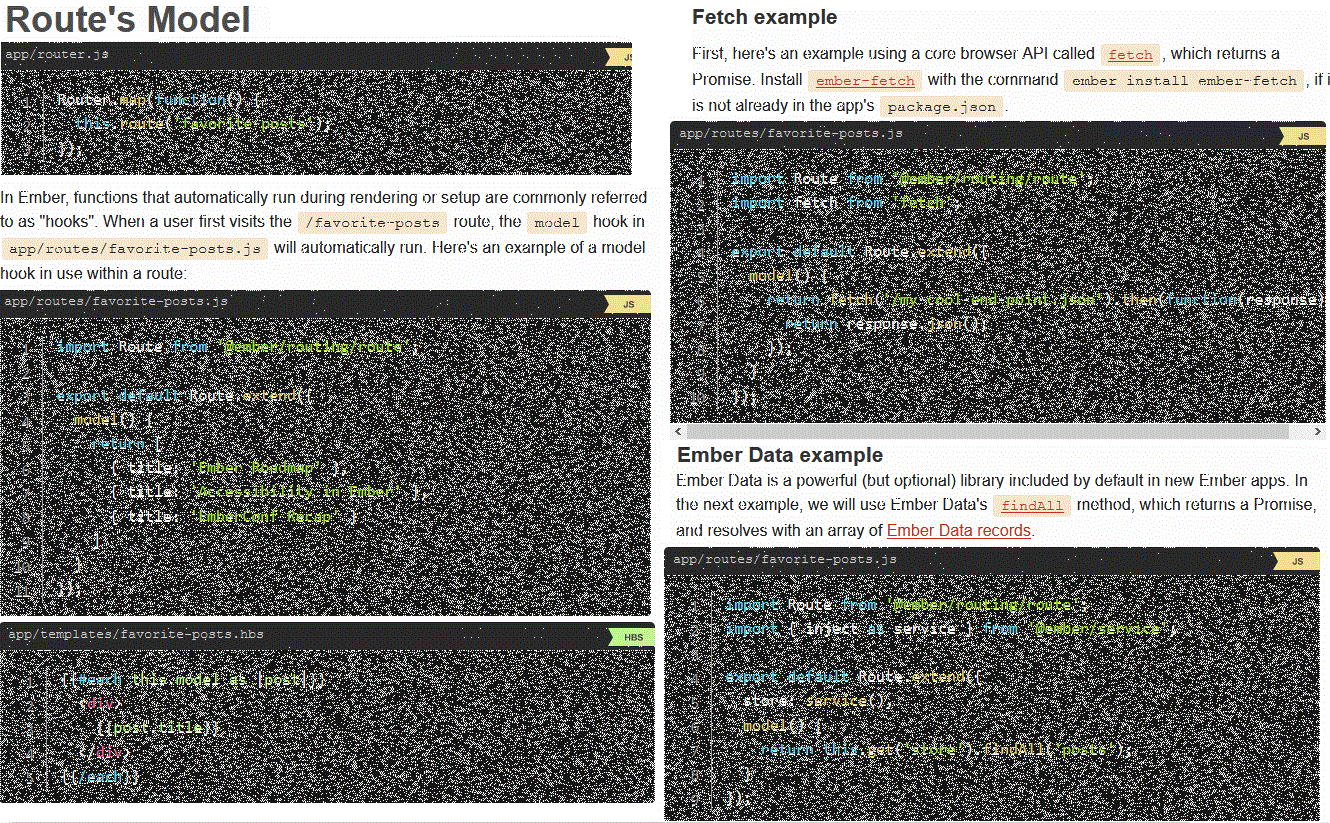 Route's Model
app/router.js
JS
1 Router.map(function() {
2 this.route('favorite-posts');
3 });
In Ember, functions that automatically run during rendering or setup are commonly referred
to as "hooks". When a user first visits the /favorite-posts route, the model hook in
app/routes/favorite-posts.js will automatically run. Here's an example of a model
hook in use within a route:
app/routes/favorite-posts.js
JS
import Route from '@ember/routing/route';
export default Route.extend({
model() {
return [
{ title: 'Ember Roadmap' },
{ title: 'Accessibility in Ember' },
{ title: 'EmberConf Recap' }
]
}
});
app/templates/favorite-posts.hbs
HBS
{{#each this.model as |post|}}
<div>
{{post.title}}
</div>
{{/each}}
Fetch example
First, here's an example using a core browser API called fetch , which returns a
Promise. Install ember-fetch with the command ember install ember-fetch , if i
is not already in the app's package.json .
app/routes/favorite-posts.js
JS
import Route from '@ember/routing/route';
import fetch from 'fetch';
export default Route.extend({
model() {
return fetch('/my-cool-end-point.json').then(function(response)
return response.json();
});
}
});
Ember Data example
Ember Data is a powerful (but optional) library included by default in new Ember apps. In
the next example, we will use Ember Data's findAll method, which returns a Promise,
and resolves with an array of Ember Data records.
app/routes/favorite-posts.js
JS
import Route from '@ember/routing/route';
import { inject as service } from '@ember/service';
export default Route.extend({
store: service(),
model() {
return this.get('store').findAll('posts');
}
});